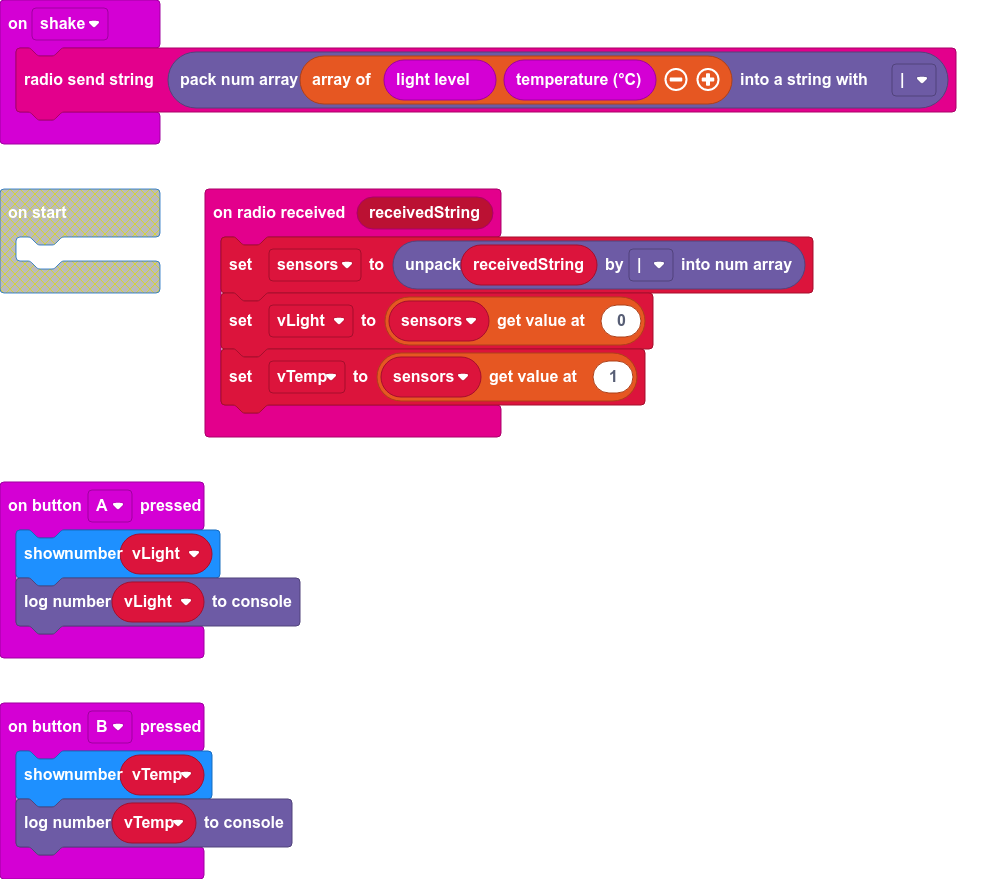 on shake
radio send string pack num array array of light level temperature (°C) into a string with |
on start
on radio received receivedString
set sensors to unpack receivedString by | into num array
set vLight to sensors get value at 0
set vTemp to sensors get value at 1
on button A pressed
shownumber vLight
log number vLight to console
on button B pressed
shownumber vTemp
log number vTemp to console